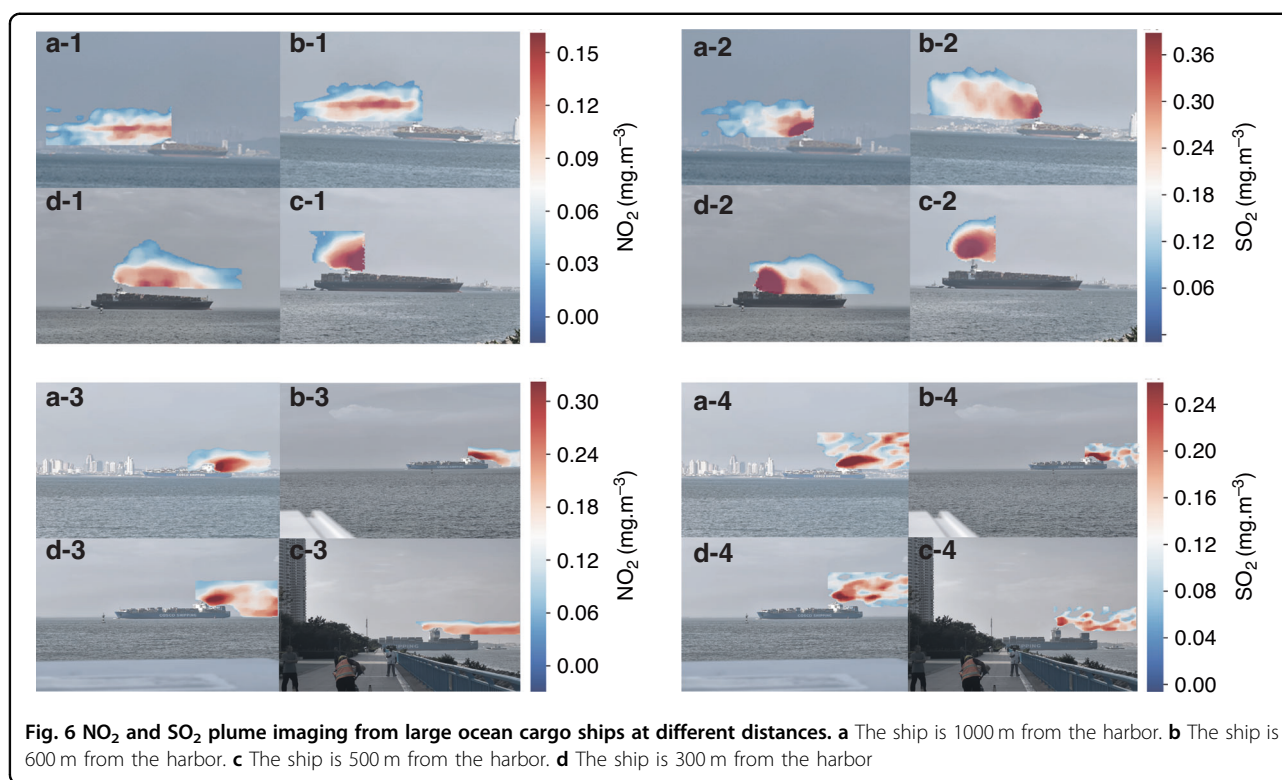 a-1
b-1
d-1
c-1
0.15
0.12
0.09
0.06
0.03
0.00
NO₂ (mg.m⁻³)
a-2
b-2
d-2
c-2
0.36
0.30
0.24
0.18
0.12
0.06
SO₂ (mg.m⁻³)
a-3
b-3
d-3
c-3
0.30
0.24
0.18
0.12
0.06
0.00
NO₂ (mg.m⁻³)
a-4
b-4
d-4
c-4
0.24
0.20
0.16
0.12
0.08
0.04
0.00
SO₂ (mg.m⁻³)
Fig. 6 NO₂ and SO₂ plume imaging from large ocean cargo ships at different distances. a The ship is 1000 m from the harbor. b The ship is
600 m from the harbor. c The ship is 500 m from the harbor. d The ship is 300 m from the harbor